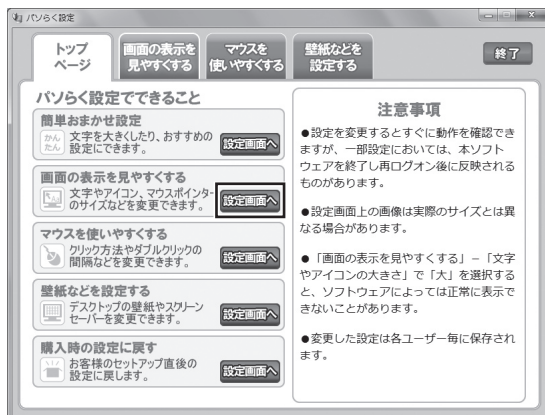 パソらく設定
トップ
ページ
画面の表示を
見やすくする
マウスを
使いやすくする
壁紙などを
設定する
終了
パソらく設定でできること
簡単おまかせ設定
かん
たん
文字を大きくしたり、おすすめの
設定にできます。
設定画面へ
画面の表示を見やすくする
文字やアイコン、マウスポインター
のサイズなどを変更できます。
設定画面へ
マウスを使いやすくする
クリック方法やダブルクリックの
間隔などを変更できます。
設定画面へ
壁紙などを設定する
デスクトップの壁紙やスクリーン
セーバーを変更できます。
設定画面へ
購入時の設定に戻す
お客様のセットアップ直後の
設定に戻します。
設定画面へ
注意事項
●設定を変更するとすぐに動作を確認でき
ますが、一部設定においては、本ソフト
ウェアを終了し再ログオン後に反映される
ものがあります。
●設定画面上の画像は実際のサイズとは異
なる場合があります。
●「画面の表示を見やすくする」－「文字
やアイコンの大きさ」で「大」を選択する
と、ソフトウェアによっては正常に表示で
きないことがあります。
●変更した設定は各ユーザー毎に保存され
ます。